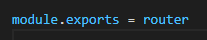 module.exports = router